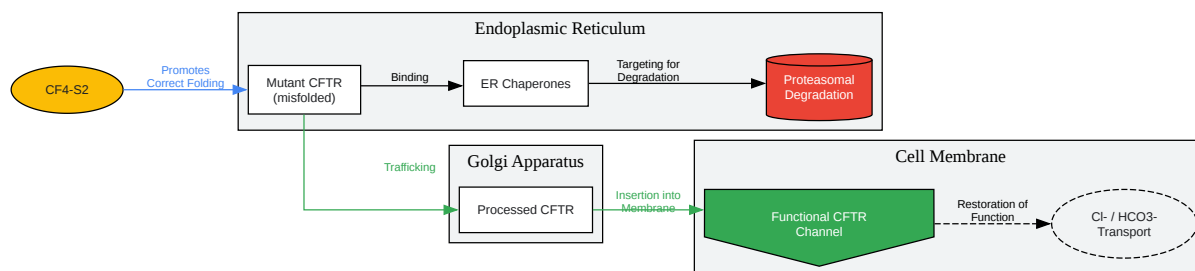 Endoplasmic Reticulum
CF4-S2
Promotes
Correct Folding
Mutant CFTR
(misfolded)
Binding
ER Chaperones
Targeting for
Degradation
Proteasomal
Degradation
Trafficking
Golgi Apparatus
Processed CFTR
Insertion into
Membrane
Cell Membrane
Functional CFTR
Channel
Restoration of
Function
Cl- / HCO3-
Transport